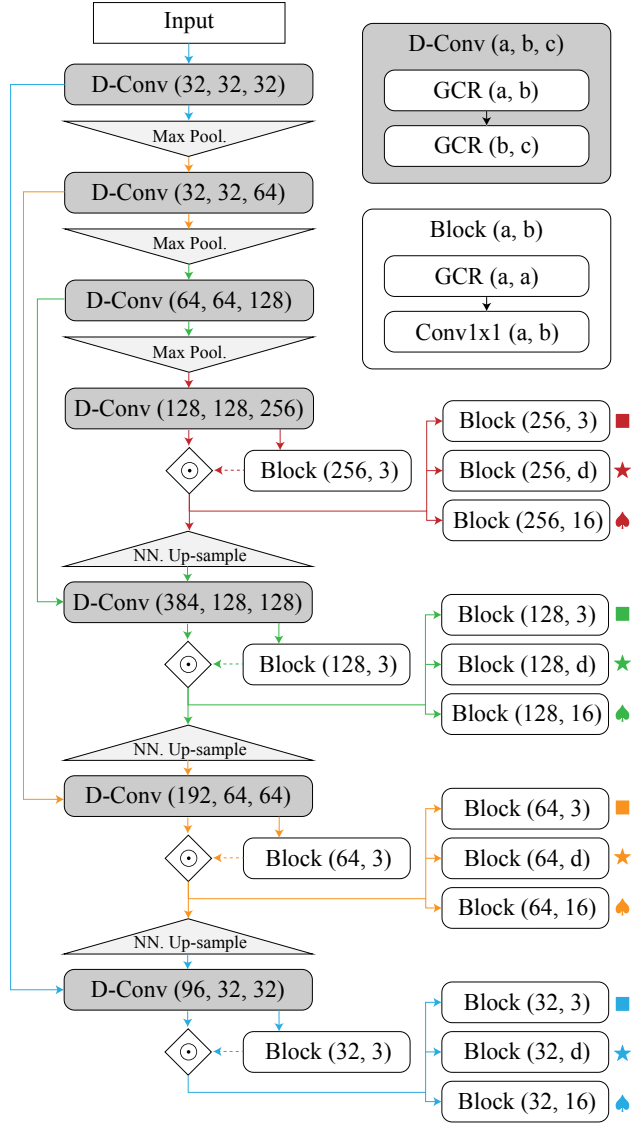 Input
D-Conv (32, 32, 32)
Max Pool.
D-Conv (32, 32, 64)
Max Pool.
D-Conv (64, 64, 128)
Max Pool.
D-Conv (128, 128, 256)
Block (256, 3)
NN. Up-sample
D-Conv (384, 128, 128)
Block (128, 3)
NN. Up-sample
D-Conv (192, 64, 64)
Block (64, 3)
NN. Up-sample
D-Conv (96, 32, 32)
Block (32, 3)
D-Conv (a, b, c)
GCR (a, b)
GCR (b, c)
Block (a, b)
GCR (a, a)
Conv1x1 (a, b)
Block (256, 3)
Block (256, d)
Block (256, 16)
Block (128, 3)
Block (128, d)
Block (128, 16)
Block (64, 3)
Block (64, d)
Block (64, 16)
Block (32, 3)
Block (32, d)
Block (32, 16)